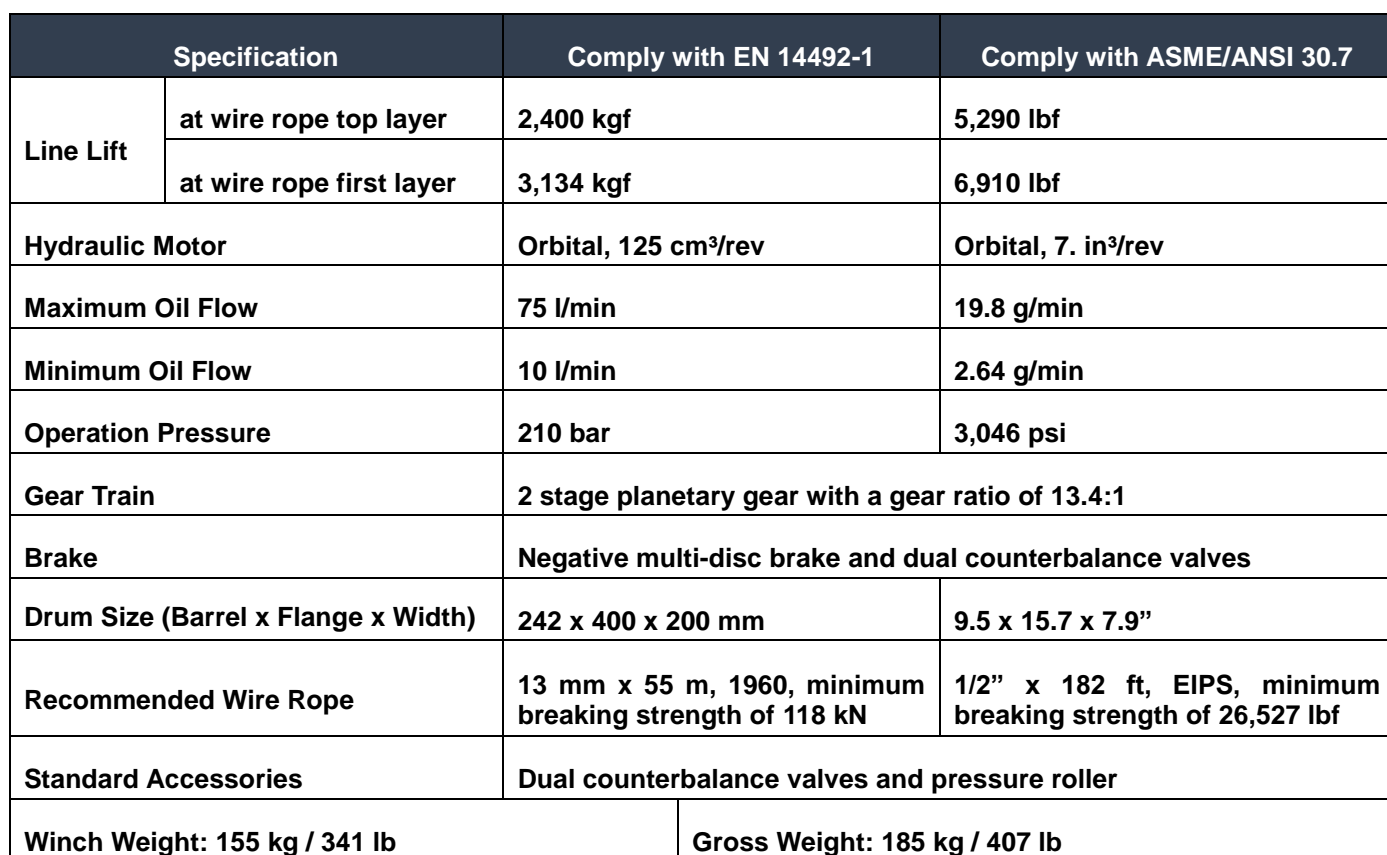 Specification Comply with EN 14492-1 Comply with ASME/ANSI 30.7
Line Lift
at wire rope top layer 2,400 kgf 5,290 lbf
at wire rope first layer 3,134 kgf 6,910 lbf
Hydraulic Motor Orbital, 125 cm³/rev Orbital, 7. in³/rev
Maximum Oil Flow 75 l/min 19.8 g/min
Minimum Oil Flow 10 l/min 2.64 g/min
Operation Pressure 210 bar 3,046 psi
Gear Train 2 stage planetary gear with a gear ratio of 13.4:1
Brake Negative multi-disc brake and dual counterbalance valves
Drum Size (Barrel x Flange x Width) 242 x 400 x 200 mm 9.5 x 15.7 x 7.9”
Recommended Wire Rope
13 mm x 55 m, 1960, minimum
breaking strength of 118 kN
1/2” x 182 ft, EIPS, minimum
breaking strength of 26,527 lbf
Standard Accessories Dual counterbalance valves and pressure roller
Winch Weight: 155 kg / 341 lb Gross Weight: 185 kg / 407 lb